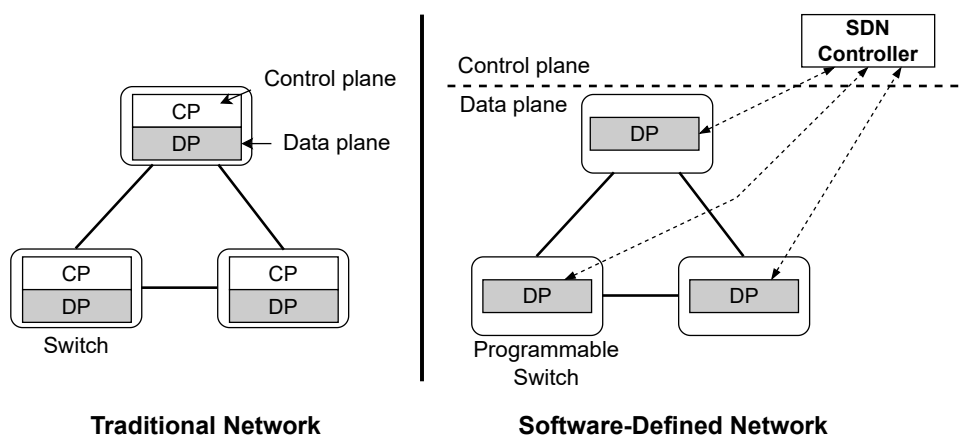 Control plane
CP
DP
Data plane
CP
DP
CP
DP
Switch
Traditional Network
SDN
Controller
Control plane
Data plane
DP
DP
DP
Programmable
Switch
Software-Defined Network